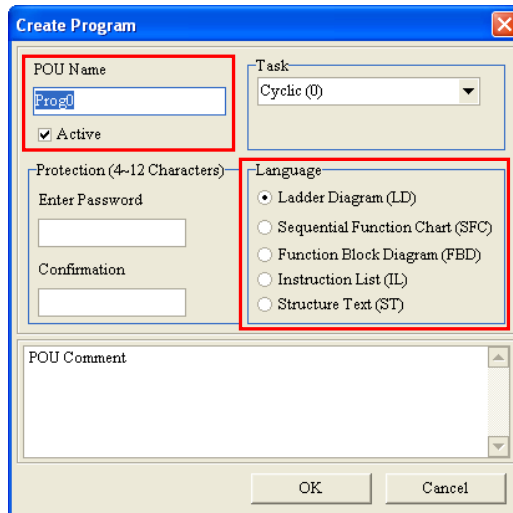 Create Program
POU Name
Prog0
Active
Task
Cyclic (0)
Protection (4~12 Characters)
Enter Password
Confirmation
Language
Ladder Diagram (LD)
Sequential Function Chart (SFC)
Function Block Diagram (FBD)
Instruction List (IL)
Structure Text (ST)
POU Comment
OK
Cancel